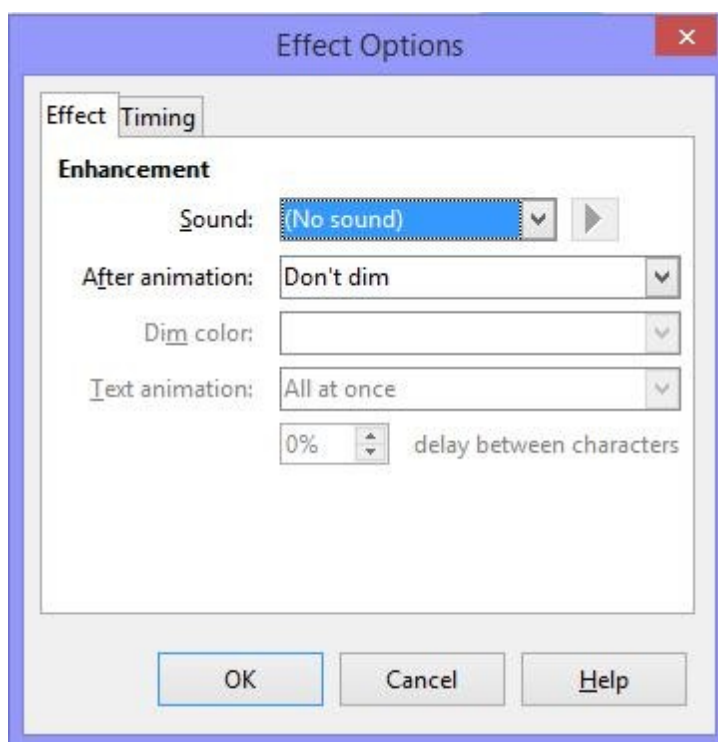 Effect Options
Effect Timing
Enhancement
Sound: (No sound)
After animation: Don't dim
Dim color:
Text animation: All at once
0% delay between characters
OK Cancel Help